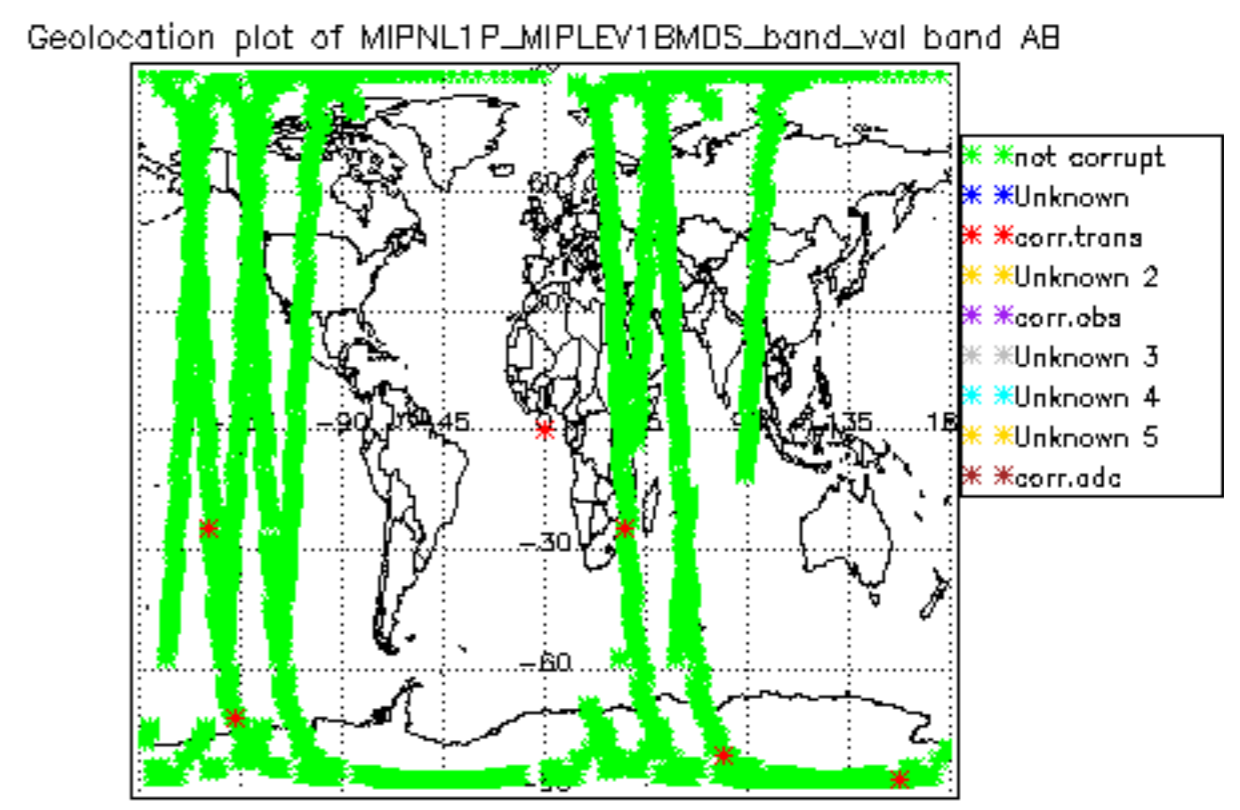 Geolocation plot of MIPNL1P_MIPLEV1BMDS_band_val band AB
not corrupt
Unknown
corr.trans
Unknown 2
corr.obs
Unknown 3
Unknown 4
Unknown 5
corr.adc
60
-90
-45
-30
-60